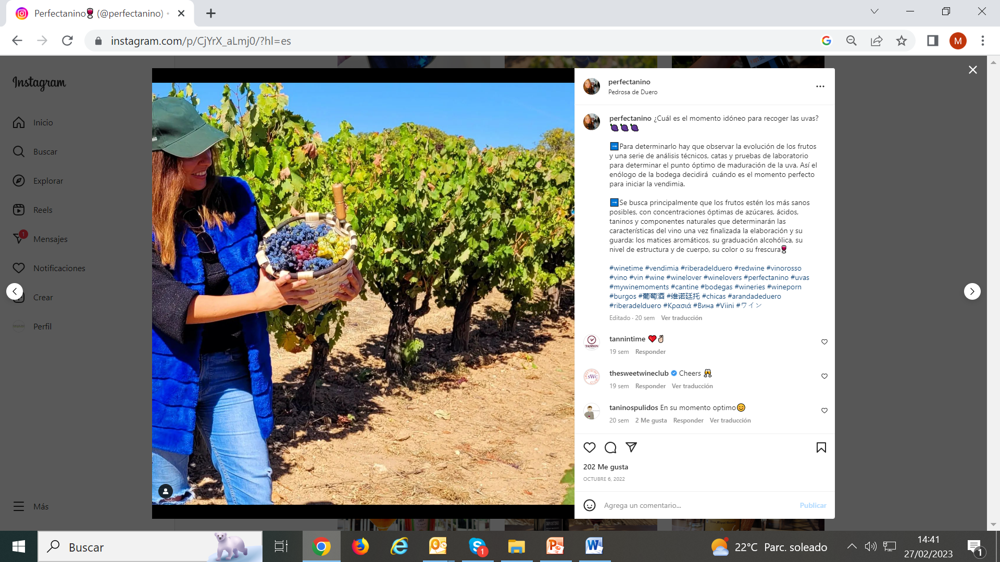 Perfectanino🍷 (@perfectanino) •
instagram.com/p/CjYrX_aLmj0/?hl=es
M
Instagram
Inicio
Buscar
Explorar
Reels
1
Mensajes
Notificaciones
Crear
Perfil
Más
perfectanino
Pedrosa de Duero
perfectanino ¿Cuál es el momento idóneo para recoger las uvas?
🍇🍇🍇
➡️Para determinarlo hay que observar la evolución de los frutos
y una serie de análisis técnicos, catas y pruebas de laboratorio
para determinar el punto óptimo de maduración de la uva. Así el
enólogo de la bodega decidirá cuándo es el momento perfecto
para iniciar la vendimia.
➡️Se busca principalmente que los frutos estén los más sanos
posibles, con concentraciones óptimas de azúcares, ácidos,
taninos y componentes naturales que determinarán las
características del vino una vez finalizada la elaboración y su
guarda: los matices aromáticos, su graduación alcohólica, su
nivel de estructura y de cuerpo, su color o su frescura🍷
#winetime #vendimia #riberadelduero #redwine #vinorosso
#vino #vin #wine #winelover #winelovers #perfectanino #uvas
#mywinemoments #cantine #bodegas #wineries #wineporn
#burgos #葡萄酒 #维诺廷托 #chicas #arandadeduero
#riberadelduero #Κρασιά #Вина #Viini #ワイン
Editado · 20 sem Ver traducción
TANNIN
tannintime ❤️✌🏻
19 sem Responder
SWC
thesweetwineclub Cheers 🥂
19 sem Responder Ver traducción
taninospulidos En su momento optimo😊
20 sem 2 Me gusta Responder Ver traducción
202 Me gusta
OCTUBRE 6, 2022
Agrega un comentario... Publicar
Buscar
1
22°C Parc. soleado
14:41
27/02/2023
1